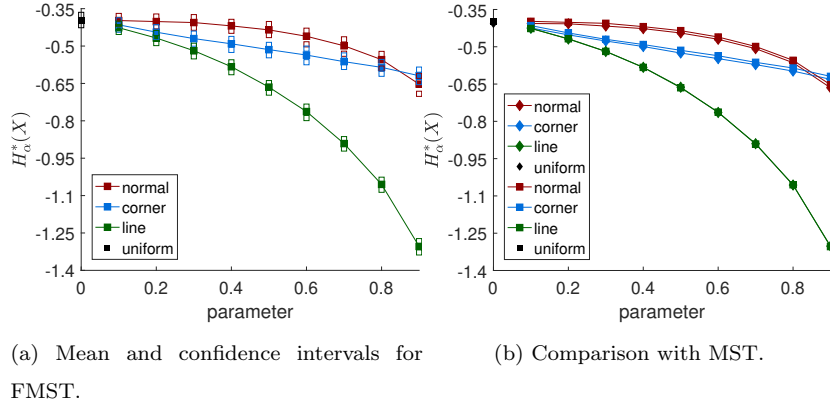 -0.35
-0.5
-0.65
-0.8
-0.95
-1.1
-1.25
-1.4
H*α(X)
normal
corner
line
uniform
0 0.2 0.4 0.6 0.8
parameter
(a) Mean and confidence intervals for
FMST.
-0.35
-0.5
-0.65
-0.8
-0.95
-1.1
-1.25
-1.4
H*α(X)
normal
corner
line
uniform
normal
corner
line
uniform
0 0.2 0.4 0.6 0.8
parameter
(b) Comparison with MST.